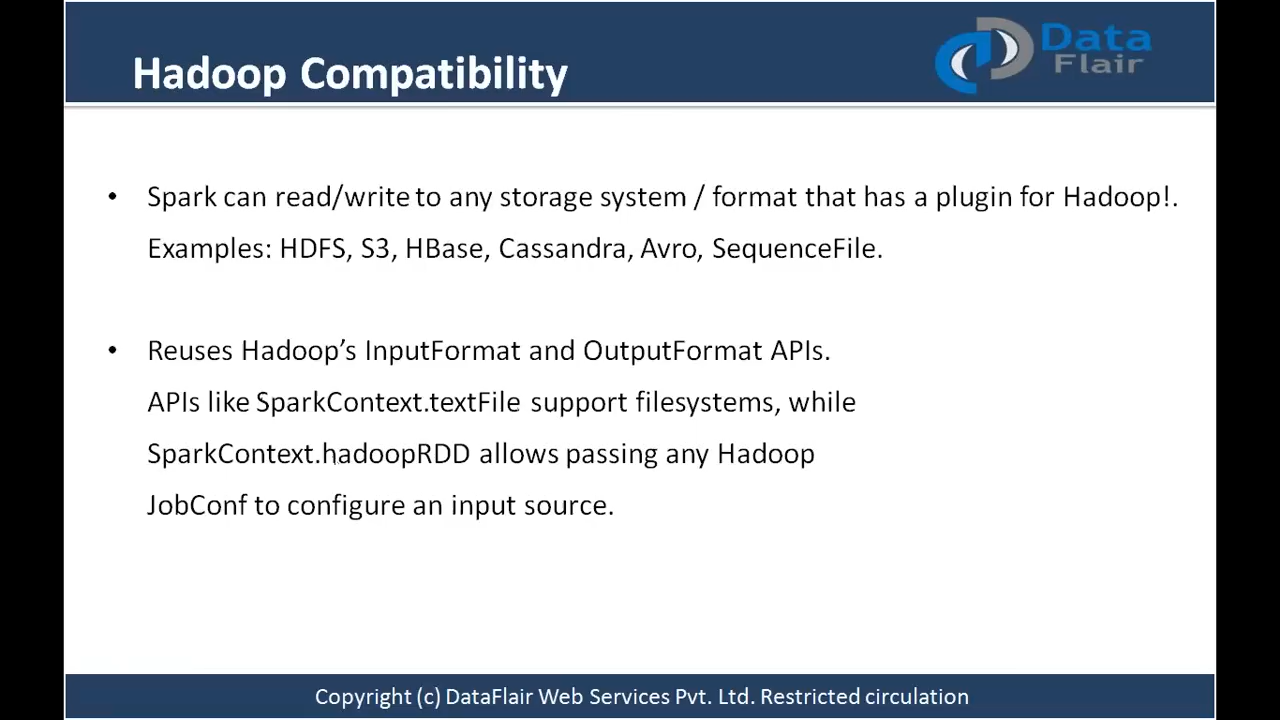 Hadoop Compatibility
Data
Flair
• Spark can read/write to any storage system / format that has a plugin for Hadoop!.
Examples: HDFS, S3, HBase, Cassandra, Avro, SequenceFile.
• Reuses Hadoop’s InputFormat and OutputFormat APIs.
APIs like SparkContext.textFile support filesystems, while
SparkContext.hadoopRDD allows passing any Hadoop
JobConf to configure an input source.
Copyright (c) DataFlair Web Services Pvt. Ltd. Restricted circulation